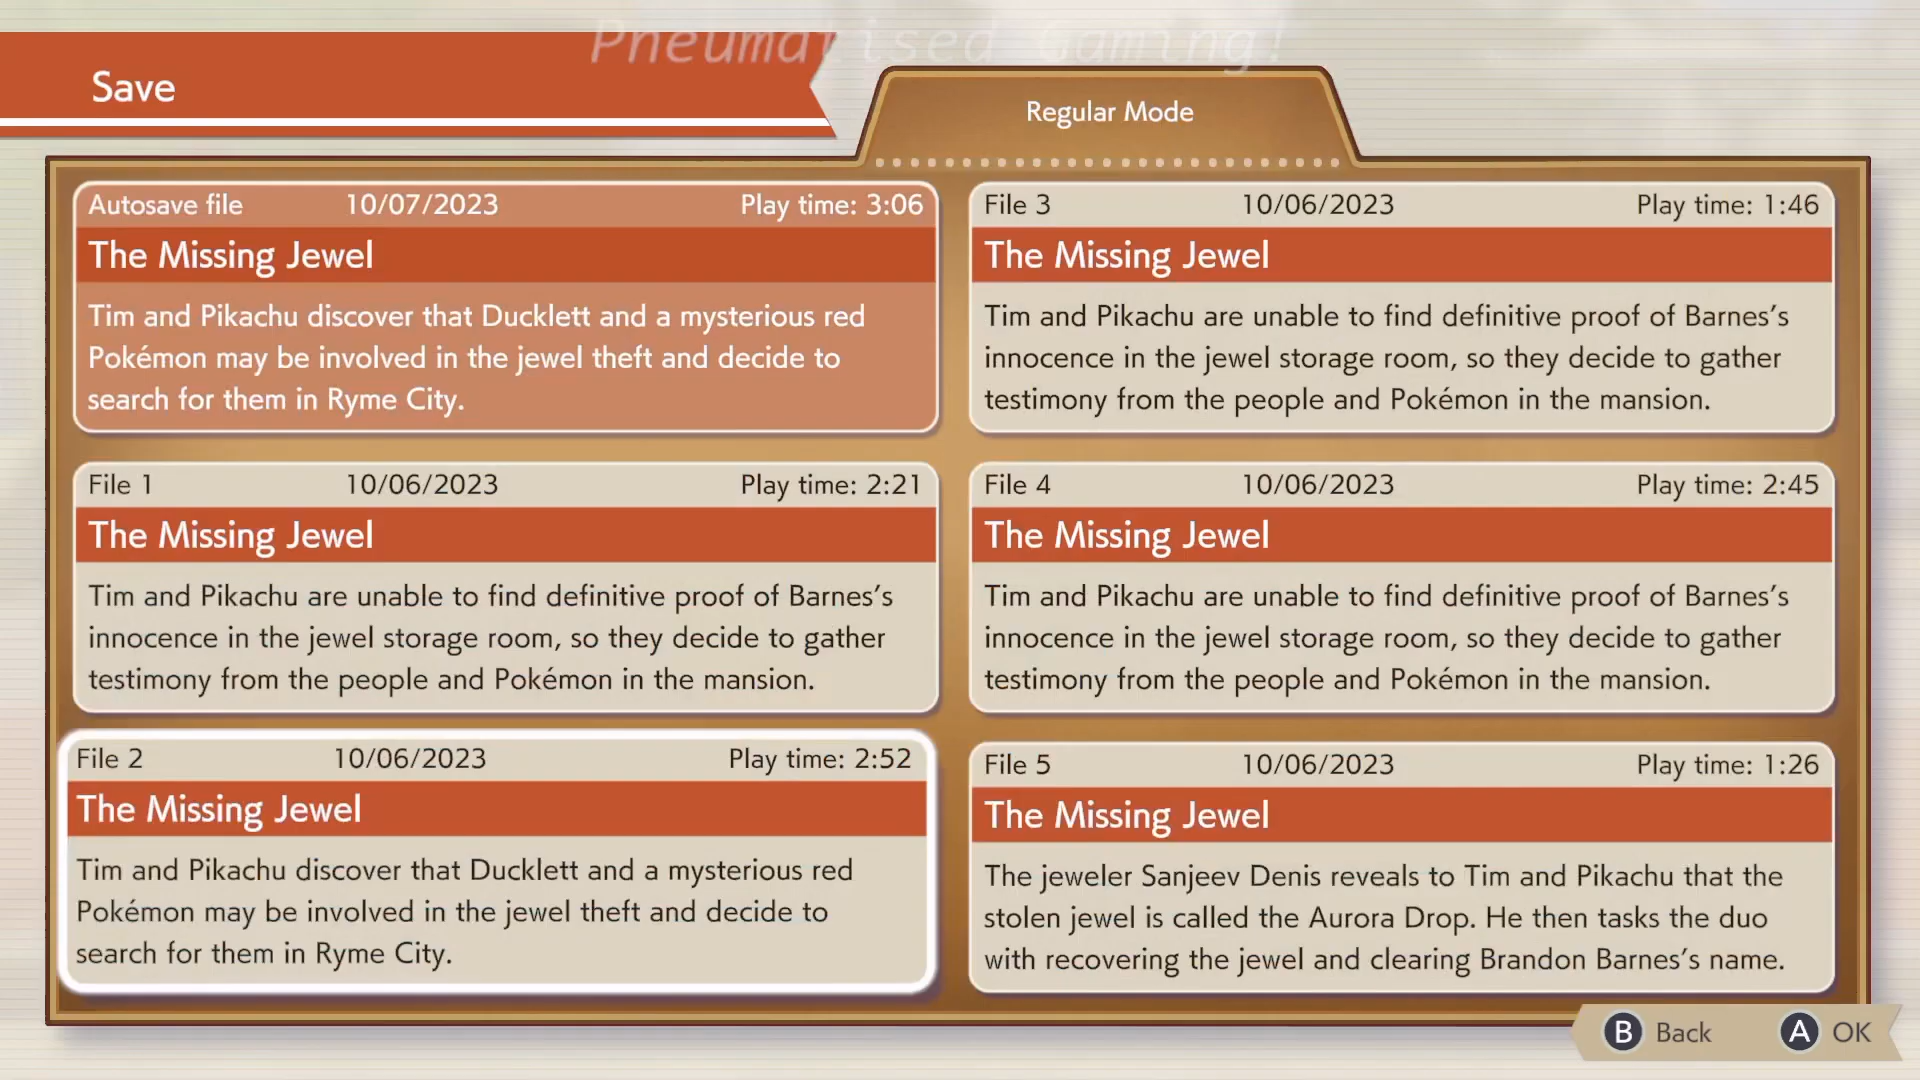 Pneumatised Gaming!
Save
Regular Mode
Autosave file 10/07/2023 Play time: 3:06
The Missing Jewel
Tim and Pikachu discover that Ducklett and a mysterious red
Pokémon may be involved in the jewel theft and decide to
search for them in Ryme City.
File 1 10/06/2023 Play time: 2:21
The Missing Jewel
Tim and Pikachu are unable to find definitive proof of Barnes's
innocence in the jewel storage room, so they decide to gather
testimony from the people and Pokémon in the mansion.
File 2 10/06/2023 Play time: 2:52
The Missing Jewel
Tim and Pikachu discover that Ducklett and a mysterious red
Pokémon may be involved in the jewel theft and decide to
search for them in Ryme City.
File 3 10/06/2023 Play time: 1:46
The Missing Jewel
Tim and Pikachu are unable to find definitive proof of Barnes's
innocence in the jewel storage room, so they decide to gather
testimony from the people and Pokémon in the mansion.
File 4 10/06/2023 Play time: 2:45
The Missing Jewel
Tim and Pikachu are unable to find definitive proof of Barnes's
innocence in the jewel storage room, so they decide to gather
testimony from the people and Pokémon in the mansion.
File 5 10/06/2023 Play time: 1:26
The Missing Jewel
The jeweler Sanjeev Denis reveals to Tim and Pikachu that the
stolen jewel is called the Aurora Drop. He then tasks the duo
with recovering the jewel and clearing Brandon Barnes's name.
B Back A OK